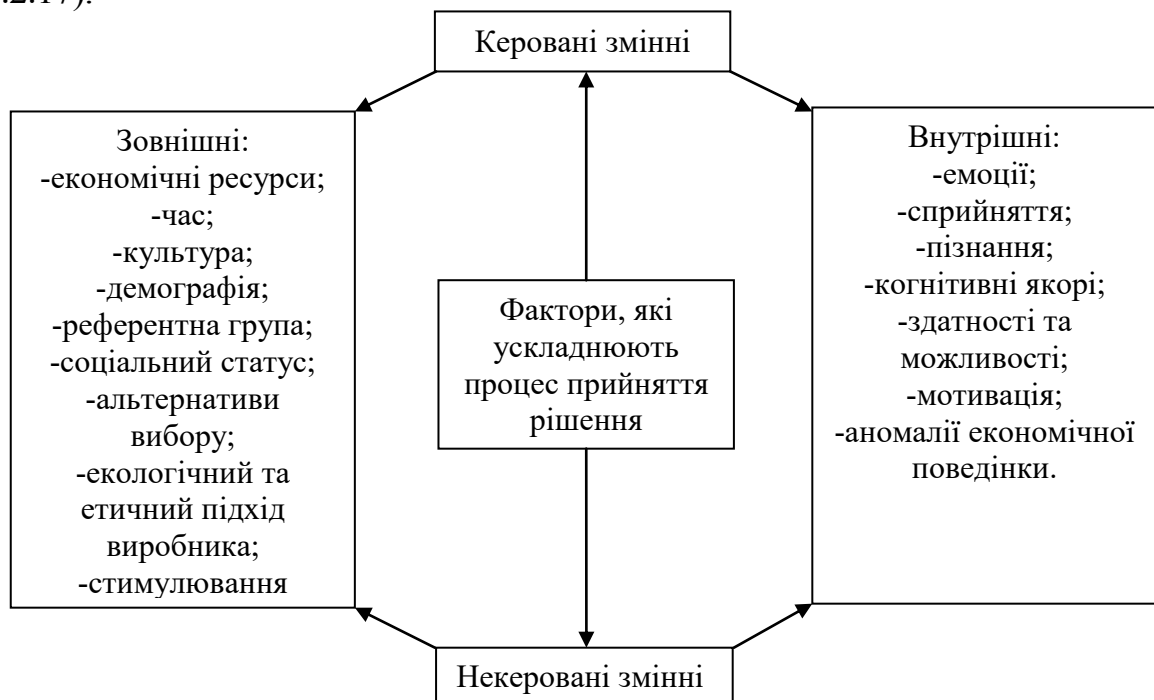 .2.17).
Керовані змінні
Зовнішні:
-економічні ресурси;
-час;
-культура;
-демографія;
-референтна група;
-соціальний статус;
-альтернативи
вибору;
-екологічний та
етичний підхід
виробника;
-стимулювання
Фактори, які
ускладнюють
процес прийняття
рішення
Внутрішні:
-емоції;
-сприйняття;
-пізнання;
-когнітивні якорі;
-здатності та
можливості;
-мотивація;
-аномалії економічної
поведінки.
Некеровані змінні